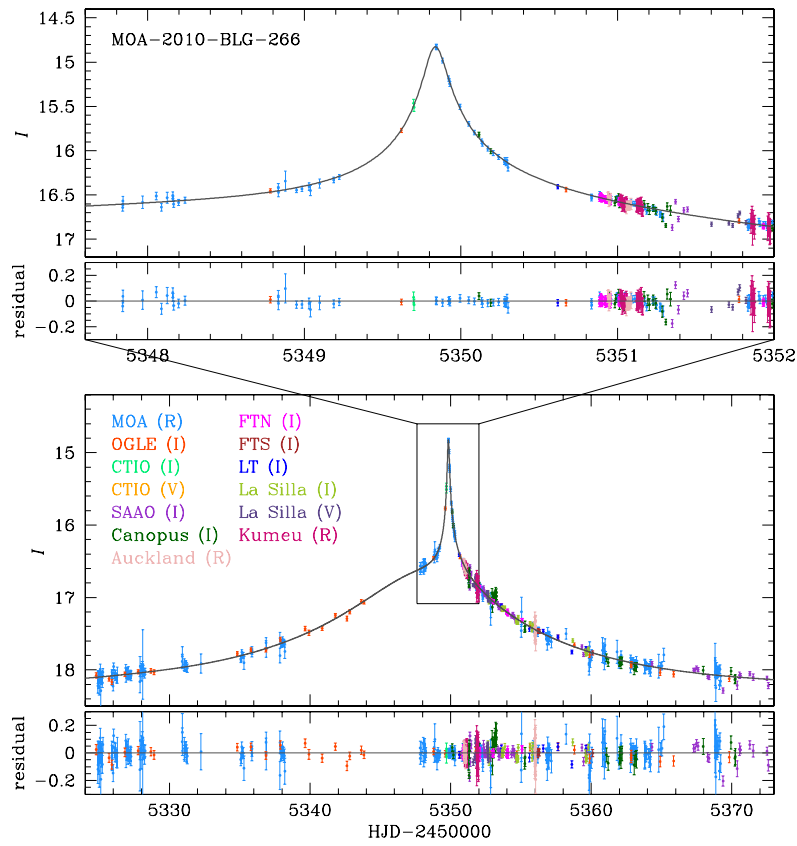 14.5
MOA-2010-BLG-266
15
15.5
I
16
16.5
17
0.2
0
-0.2
residual
5348 5349 5350 5351 5352
MOA (R) FTN (I)
OGLE (I) FTS (I)
CTIO (I) LT (I)
CTIO (V) La Silla (I)
SAAO (I) La Silla (V)
Canopus (I) Kumeu (R)
Auckland (R)
15
16
I
17
18
0.2
0
-0.2
residual
5330 5340 5350 5360 5370
HJD-2450000